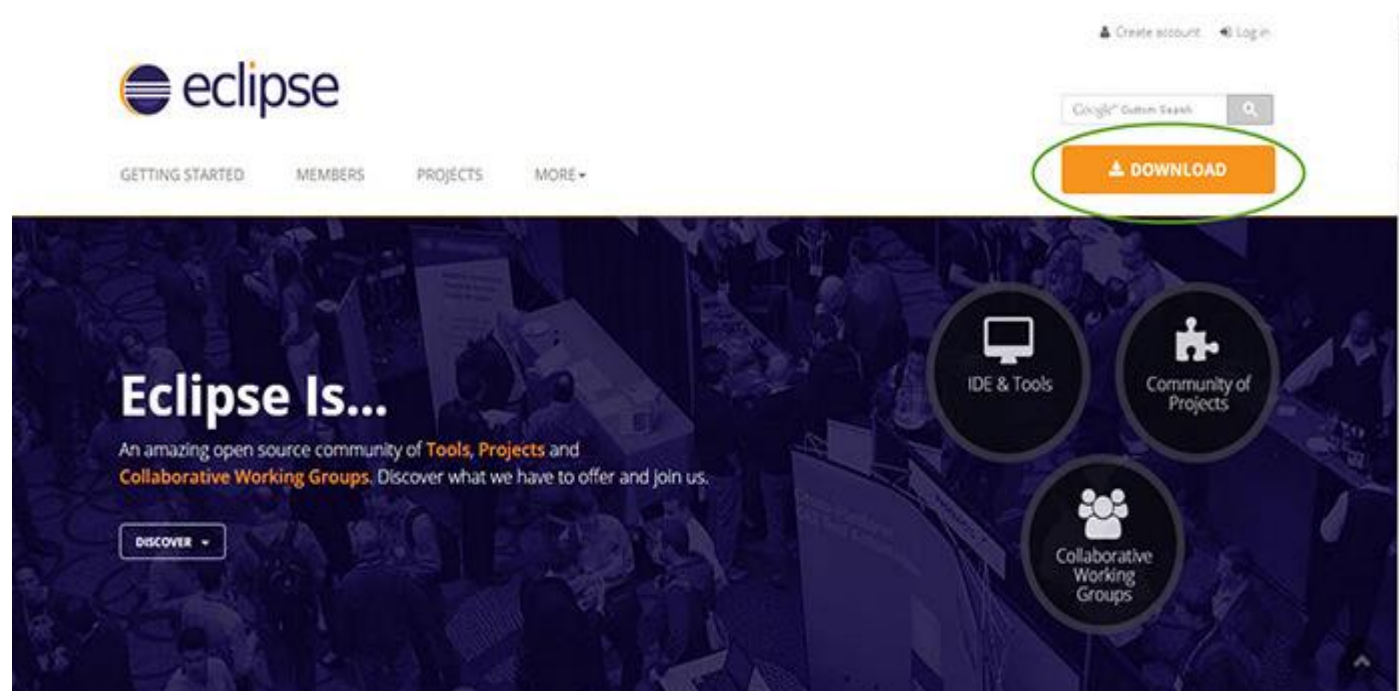 Create account Log in
eclipse
Google™ Custom Search
GETTING STARTED MEMBERS PROJECTS MORE
DOWNLOAD
Eclipse Is...
An amazing open source community of Tools, Projects and
Collaborative Working Groups. Discover what we have to offer and join us.
DISCOVER
IDE & Tools
Community of
Projects
Collaborative
Working
Groups